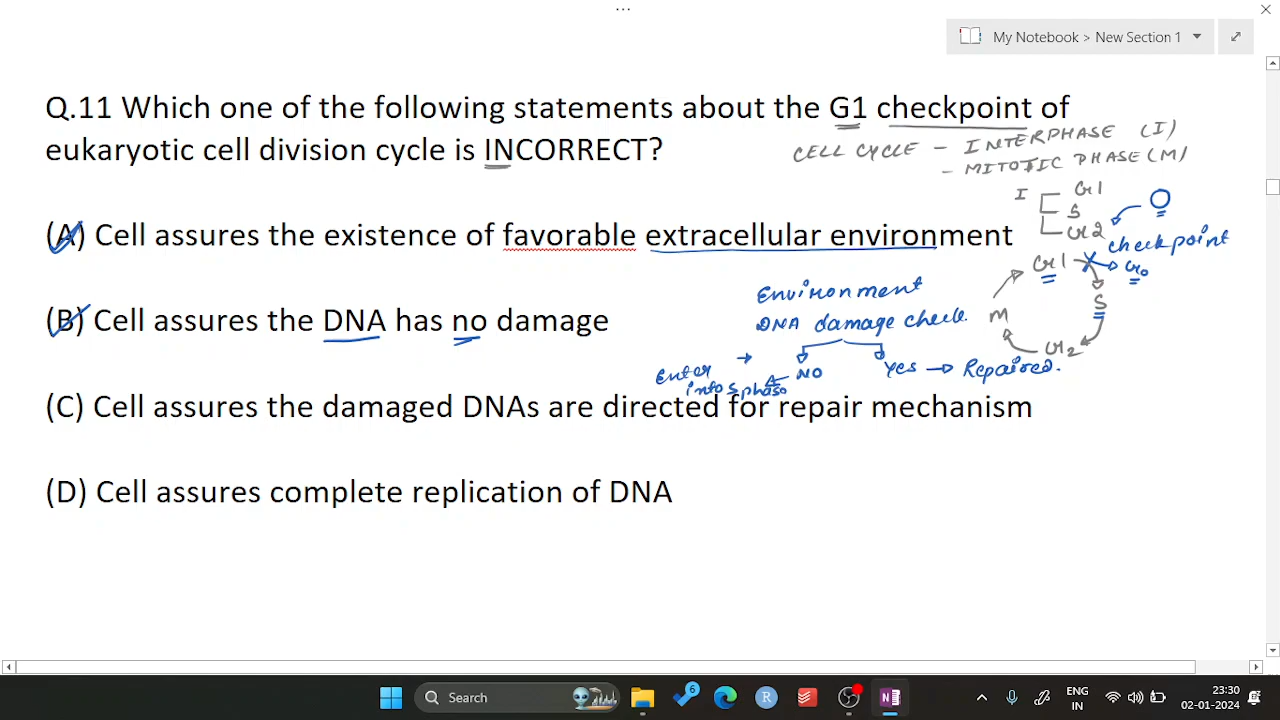 My Notebook > New Section 1
Q.11 Which one of the following statements about the G1 checkpoint of
eukaryotic cell division cycle is INCORRECT?
CELL CYCLE - INTERPHASE (I)
- MITOTIC PHASE (M)
I
G1
S
G2
checkpoint
(A) Cell assures the existence of favorable extracellular environment
G1
G0
S
G2
M
Environment
DNA damage check.
(B) Cell assures the DNA has no damage
NO
Yes → Repaired.
Enter
into S phase
(C) Cell assures the damaged DNAs are directed for repair mechanism
(D) Cell assures complete replication of DNA
Search
6
ENG
IN
23:30
02-01-2024